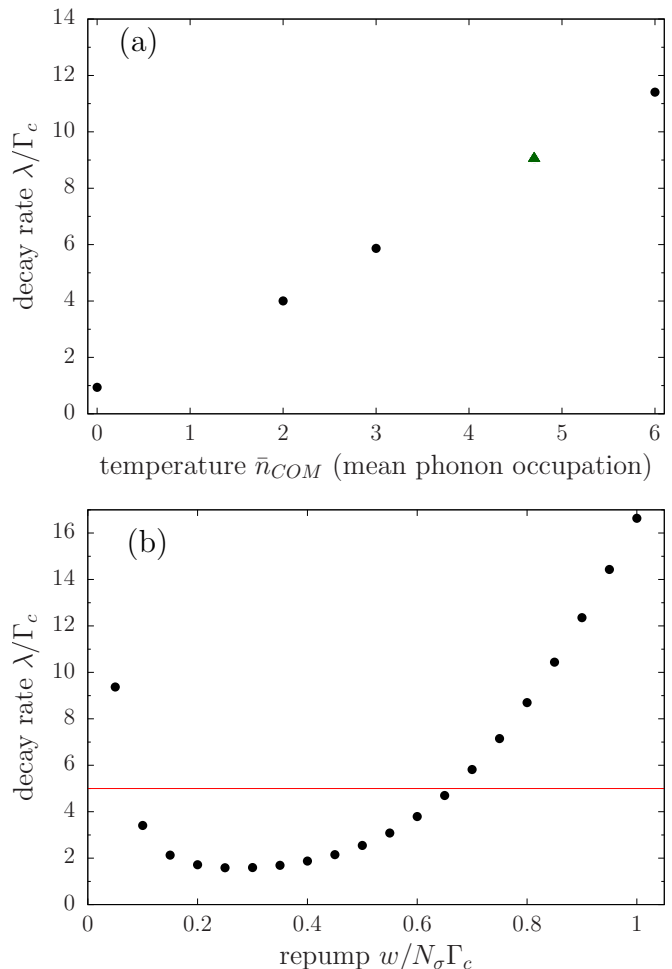 (a)
14
12
10
8
6
4
2
0
decay rate λ/Γ_c
0 1 2 3 4 5 6
temperature n̄_COM (mean phonon occupation)
(b)
16
14
12
10
8
6
4
2
0
decay rate λ/Γ_c
0 0.2 0.4 0.6 0.8 1
repump w/N_σΓ_c